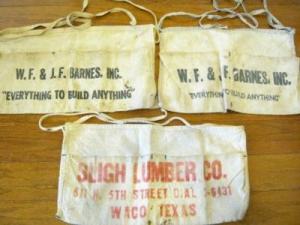 W. F. & J. F. BARNES, INC.
"EVERYTHING TO BUILD ANYTHING"
W. F. & J. F. BARNES, INC.
"EVERYTHING TO BUILD ANYTHING"
SLIGH LUMBER CO.
N. 5TH STREET DIAL
WACO, TEXAS